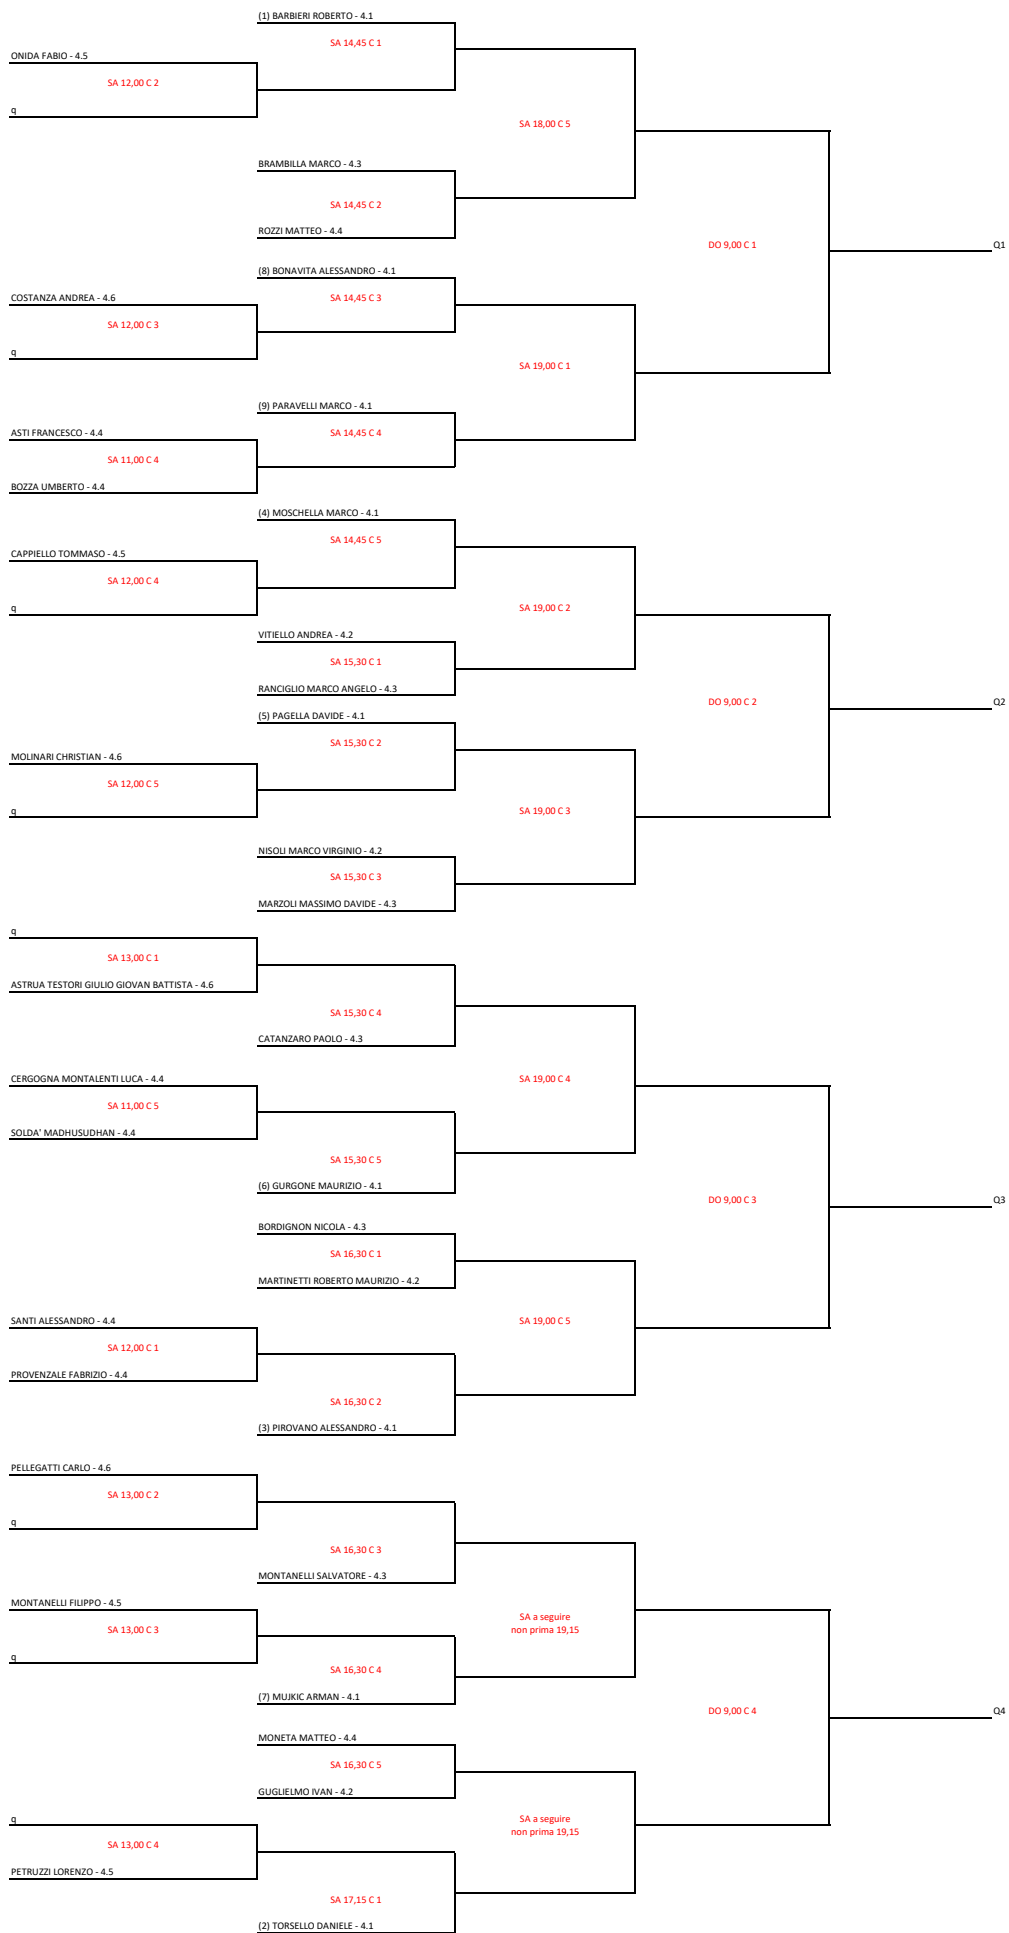 (1) BARBIERI ROBERTO - 4.1
SA 14,45 C 1
ONIDA FABIO - 4.5
SA 12,00 C 2
q
SA 18,00 C 5
BRAMBILLA MARCO - 4.3
SA 14,45 C 2
ROZZI MATTEO - 4.4
DO 9,00 C 1
Q1
(8) BONAVITA ALESSANDRO - 4.1
SA 14,45 C 3
COSTANZA ANDREA - 4.6
SA 12,00 C 3
q
SA 19,00 C 1
(9) PARAVELLI MARCO - 4.1
SA 14,45 C 4
ASTI FRANCESCO - 4.4
SA 11,00 C 4
BOZZA UMBERTO - 4.4
(4) MOSCHELLA MARCO - 4.1
SA 14,45 C 5
CAPPIELLO TOMMASO - 4.5
SA 12,00 C 4
q
SA 19,00 C 2
VITIELLO ANDREA - 4.2
SA 15,30 C 1
RANCIGLIO MARCO ANGELO - 4.3
DO 9,00 C 2
Q2
(5) PAGELLA DAVIDE - 4.1
SA 15,30 C 2
MOLINARI CHRISTIAN - 4.6
SA 12,00 C 5
q
SA 19,00 C 3
NISOLI MARCO VIRGINIO - 4.2
SA 15,30 C 3
MARZOLI MASSIMO DAVIDE - 4.3
q
SA 13,00 C 1
ASTRUA TESTORI GIULIO GIOVAN BATTISTA - 4.6
SA 15,30 C 4
CATANZARO PAOLO - 4.3
SA 19,00 C 4
CERGOGNA MONTALENTI LUCA - 4.4
SA 11,00 C 5
SOLDA' MADHUSUDHAN - 4.4
SA 15,30 C 5
(6) GURGONE MAURIZIO - 4.1
DO 9,00 C 3
Q3
BORDIGNON NICOLA - 4.3
SA 16,30 C 1
MARTINETTI ROBERTO MAURIZIO - 4.2
SA 19,00 C 5
SANTI ALESSANDRO - 4.4
SA 12,00 C 1
PROVENZALE FABRIZIO - 4.4
SA 16,30 C 2
(3) PIROVANO ALESSANDRO - 4.1
PELLEGATTI CARLO - 4.6
SA 13,00 C 2
q
SA 16,30 C 3
MONTANELLI SALVATORE - 4.3
MONTANELLI FILIPPO - 4.5
SA a seguire
non prima 19,15
SA 13,00 C 3
q
SA 16,30 C 4
(7) MUJKIC ARMAN - 4.1
DO 9,00 C 4
Q4
MONETA MATTEO - 4.4
SA 16,30 C 5
GUGLIELMO IVAN - 4.2
q
SA a seguire
non prima 19,15
SA 13,00 C 4
PETRUZZI LORENZO - 4.5
SA 17,15 C 1
(2) TORSELLO DANIELE - 4.1